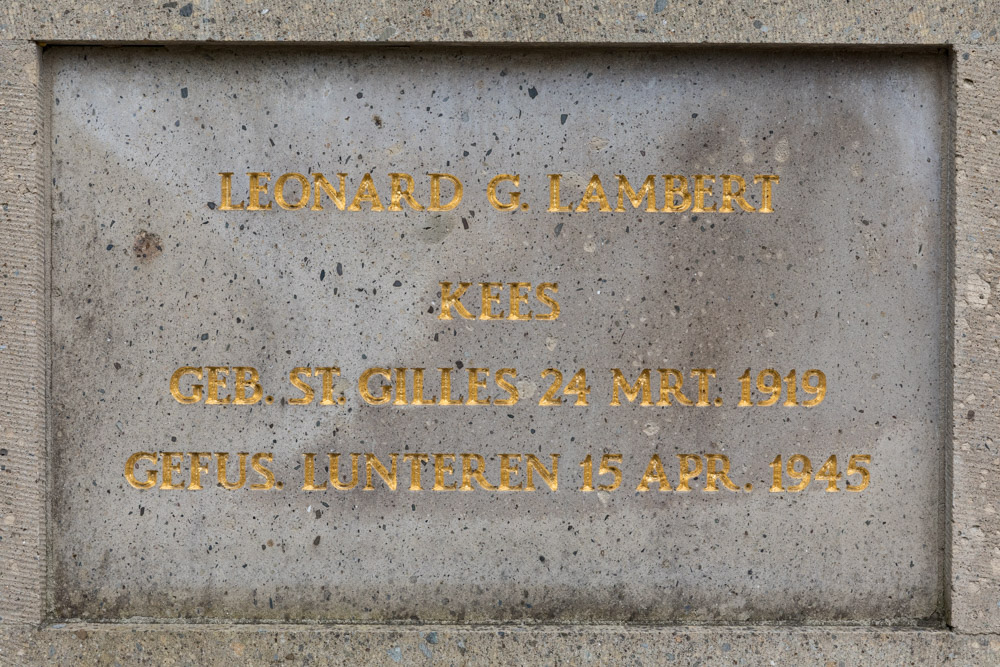 LEONARD G. LAMBERT
KEES
GEB. ST. GILLES 24 MRT. 1919
GEFUS. LUNTEREN 15 APR. 1945